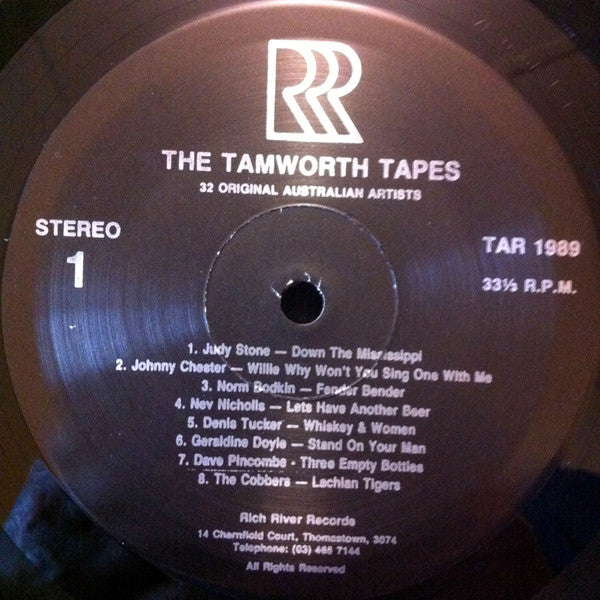 RRR
THE TAMWORTH TAPES
32 ORIGINAL AUSTRALIAN ARTISTS
STEREO
1
TAR 1989
33⅓ R.P.M.
1. Judy Stone — Down The Mississippi
2. Johnny Chester — Willie Why Won't You Sing One With Me
3. Norm Bodkin — Fender Bender
4. Nev Nicholls — Lets Have Another Beer
5. Denis Tucker — Whiskey & Women
6. Geraldine Doyle — Stand On Your Man
7. Dave Pincombe - Three Empty Bottles
8. The Cobbers — Lachlan Tigers
Rich River Records
14 Charnfield Court, Thomastown, 3074
Telephone: (03) 465 7144
All Rights Reserved